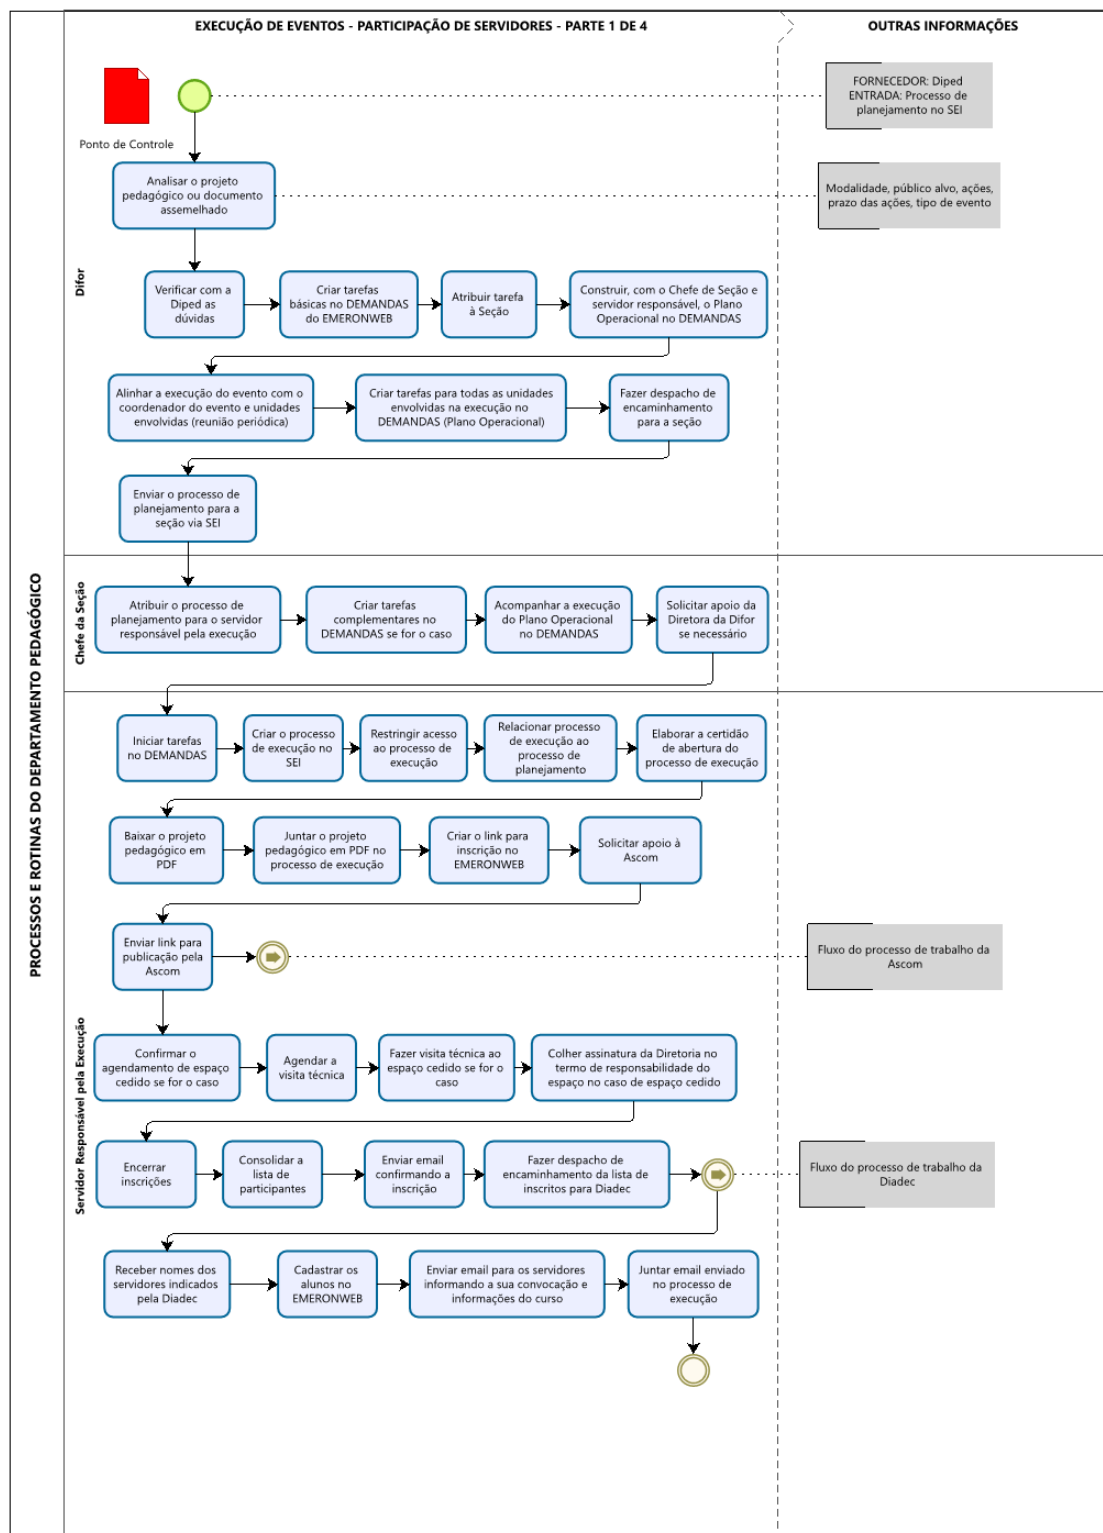 EXECUÇÃO DE EVENTOS - PARTICIPAÇÃO DE SERVIDORES - PARTE 1 DE 4
OUTRAS INFORMAÇÕES
PROCESSOS E ROTINAS DO DEPARTAMENTO PEDAGÓGICO
Difor
Ponto de Controle
FORNECEDOR: Diped
ENTRADA: Processo de
planejamento no SEI
Analisar o projeto
pedagógico ou documento
assemelhado
Modalidade, público alvo, ações,
prazo das ações, tipo de evento
Verificar com a
Diped as
dúvidas
Criar tarefas
básicas no DEMANDAS
do EMERONWEB
Atribuir tarefa
à Seção
Construir, com o Chefe de Seção e
servidor responsável, o Plano
Operacional no DEMANDAS
Alinhar a execução do evento com o
coordenador do evento e unidades
envolvidas (reunião periódica)
Criar tarefas para todas as unidades
envolvidas na execução no
DEMANDAS (Plano Operacional)
Fazer despacho de
encaminhamento
para a seção
Enviar o processo de
planejamento para a
seção via SEI
Chefe da Seção
Atribuir o processo de
planejamento para o servidor
responsável pela execução
Criar tarefas
complementares no
DEMANDAS se for o caso
Acompanhar a execução
do Plano Operacional
no DEMANDAS
Solicitar apoio da
Diretora da Difor
se necessário
Servidor Responsável pela Execução
Iniciar tarefas
no DEMANDAS
Criar o processo
de execução no
SEI
Restringir acesso
ao processo de
execução
Relacionar processo
de execução ao
processo de
planejamento
Elaborar a certidão
de abertura do
processo de execução
Baixar o projeto
pedagógico em
PDF
Juntar o projeto
pedagógico em PDF no
processo de execução
Criar o link para
inscrição no
EMERONWEB
Solicitar apoio à
Ascom
Enviar link para
publicação pela
Ascom
Fluxo do processo de trabalho da
Ascom
Confirmar o
agendamento de espaço
cedido se for o caso
Agendar a
visita técnica
Fazer visita técnica ao
espaço cedido se for o
caso
Colher assinatura da Diretoria no
termo de responsabilidade do
espaço no caso de espaço cedido
Encerrar
inscrições
Consolidar a
lista de
participantes
Enviar email
confirmando a
inscrição
Fazer despacho de
encaminhamento da lista de
inscritos para Diadec
Fluxo do processo de trabalho da
Diadec
Receber nomes dos
servidores indicados
pela Diadec
Cadastrar os
alunos no
EMERONWEB
Enviar email para os servidores
informando a sua convocação e
informações do curso
Juntar email enviado
no processo de
execução